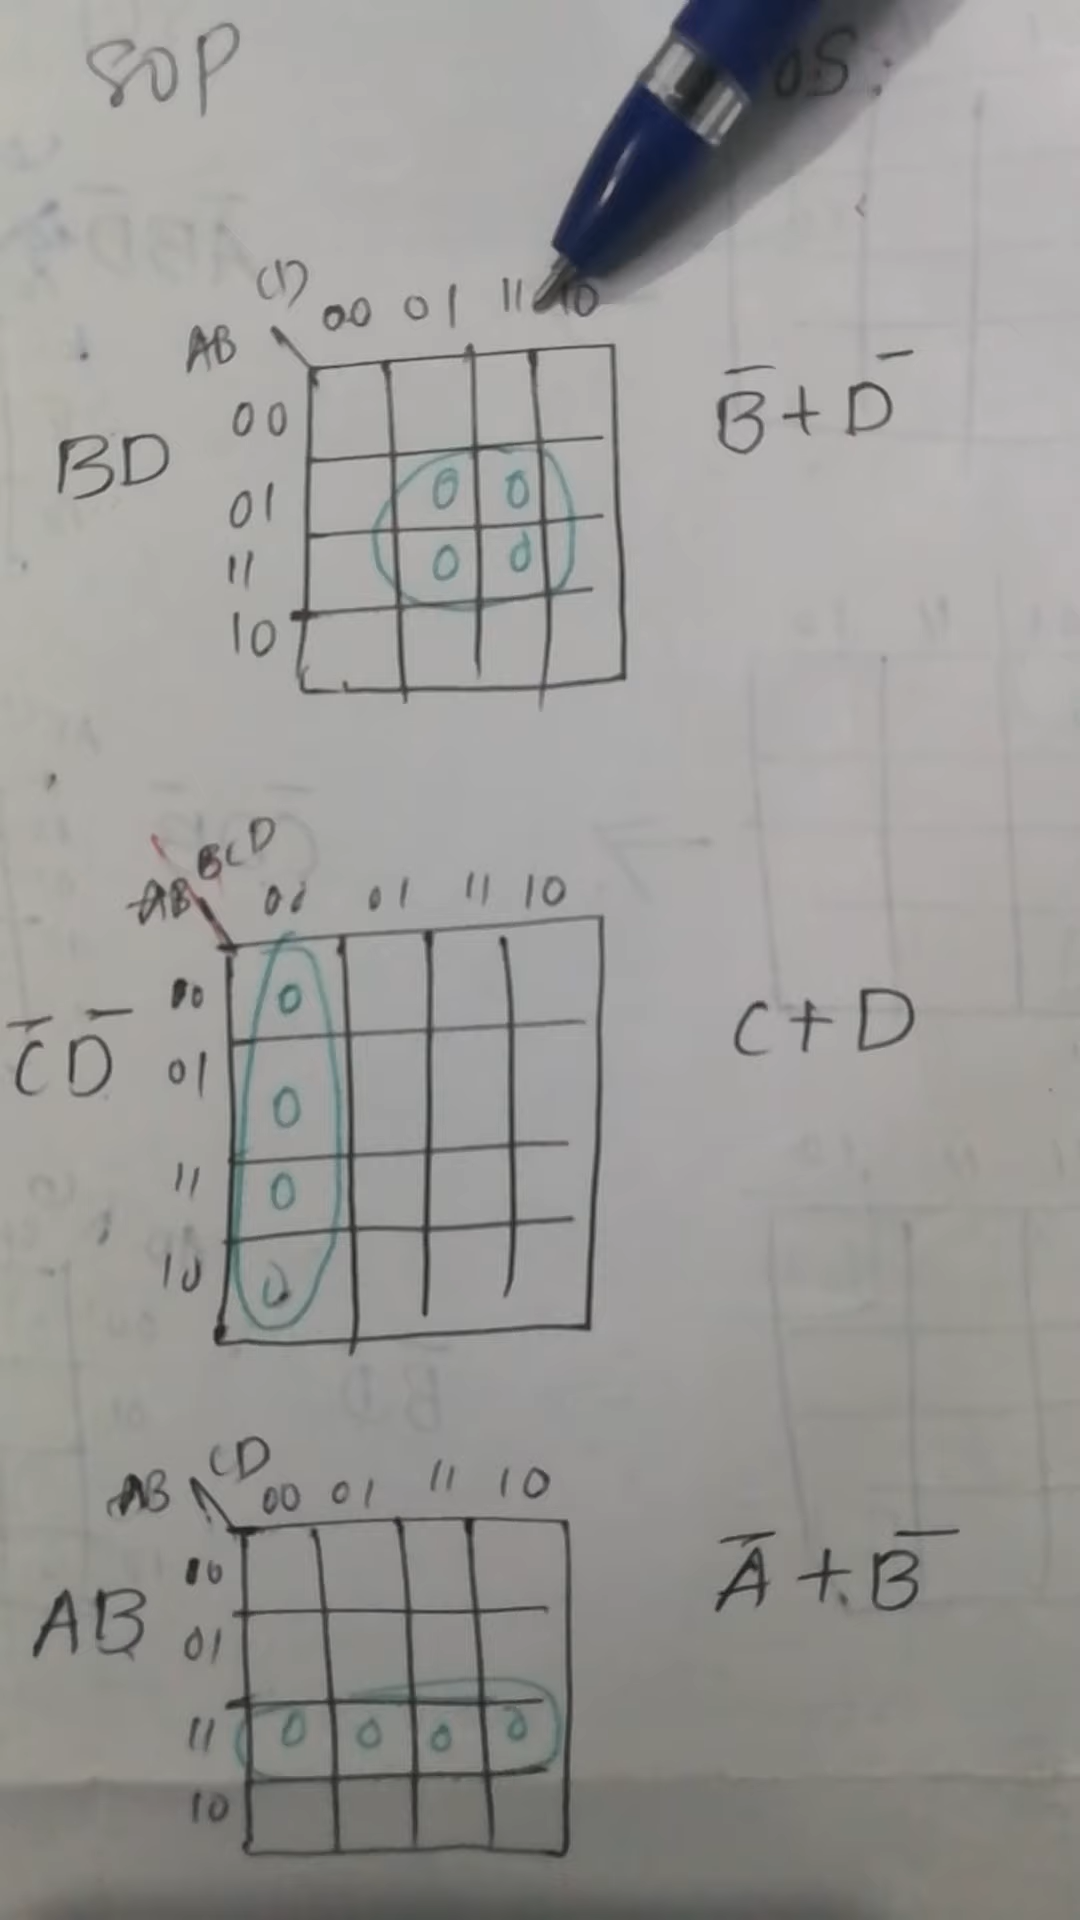 SOP OS:
CD
AB 00 01 11 10
00
BD 01 0 0 B̅ + D̅
11 0 0
10
BCD
AB 00 01 11 10
00 0
C̅ D̅ 01 0 C + D
11 0
10 0
CD
AB 00 01 11 10
00
AB 01 A̅ + B̅
11 0 0 0 0
10